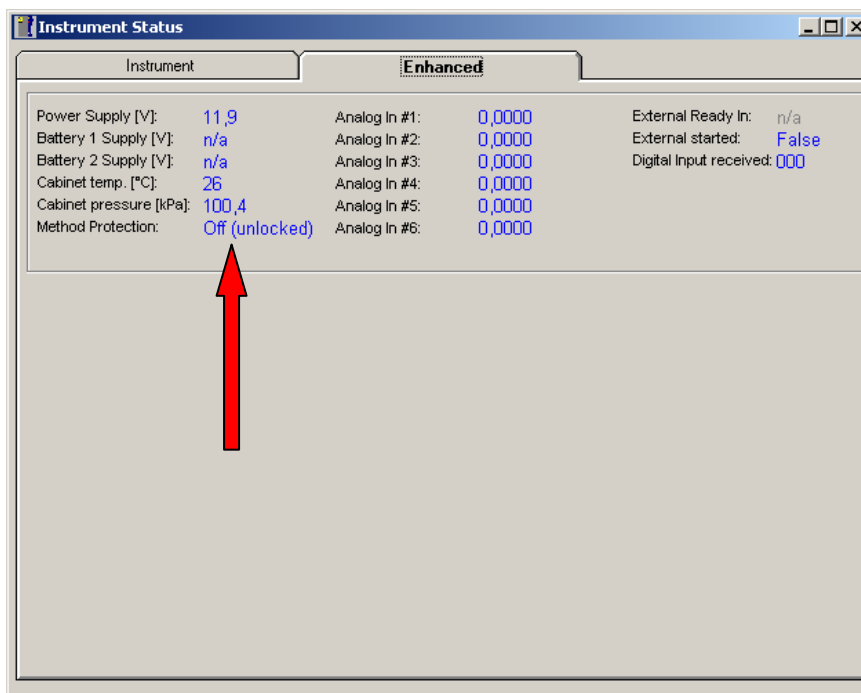 Instrument Status
Instrument
Enhanced
Power Supply [V]: 11,9
Battery 1 Supply [V]: n/a
Battery 2 Supply [V]: n/a
Cabinet temp. [°C]: 26
Cabinet pressure [kPa]: 100,4
Method Protection: Off (unlocked)
Analog In #1: 0,0000
Analog In #2: 0,0000
Analog In #3: 0,0000
Analog In #4: 0,0000
Analog In #5: 0,0000
Analog In #6: 0,0000
External Ready In: n/a
External started: False
Digital Input received: 000